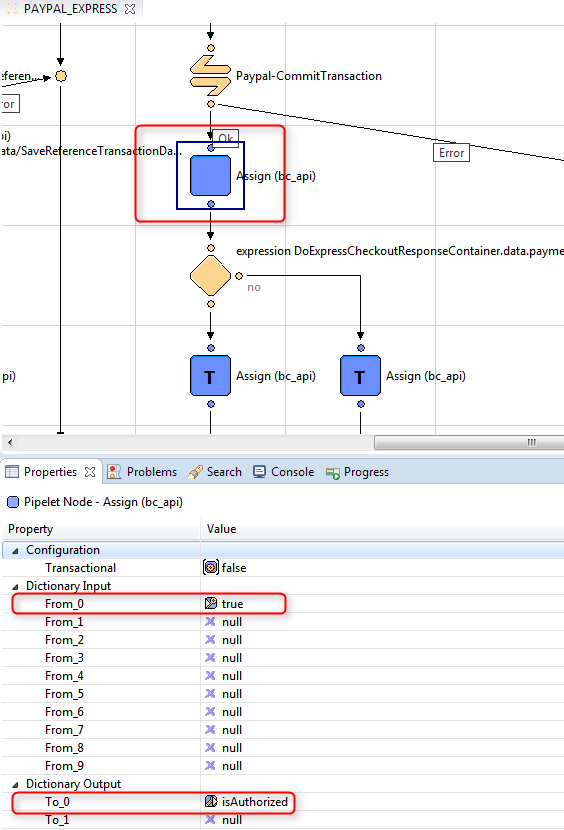 PAYPAL_EXPRESS
Paypal-CommitTransaction
eferen...
ror
Ok
pi)
ata/SaveReferenceTransactionDa...
Error
Assign (bc_api)
expression DoExpressCheckoutResponseContainer.data.payme
no
pi)
T
Assign (bc_api)
T
Assign (bc_api)
Properties
Problems
Search
Console
Progress
Pipelet Node - Assign (bc_api)
Property Value
Configuration
Transactional false
Dictionary Input
From_0 true
From_1 null
From_2 null
From_3 null
From_4 null
From_5 null
From_6 null
From_7 null
From_8 null
From_9 null
Dictionary Output
To_0 isAuthorized
To_1 null